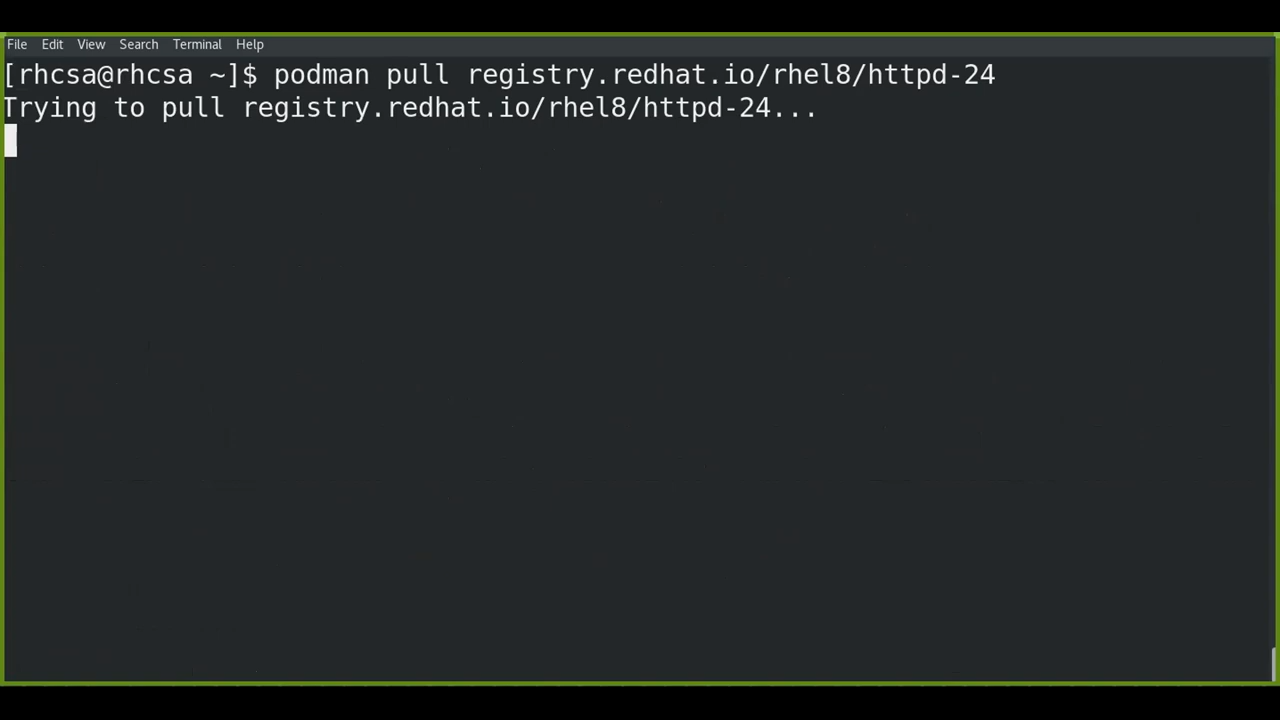 File Edit View Search Terminal Help
[rhcsa@rhcsa ~]$ podman pull registry.redhat.io/rhel8/httpd-24
Trying to pull registry.redhat.io/rhel8/httpd-24...